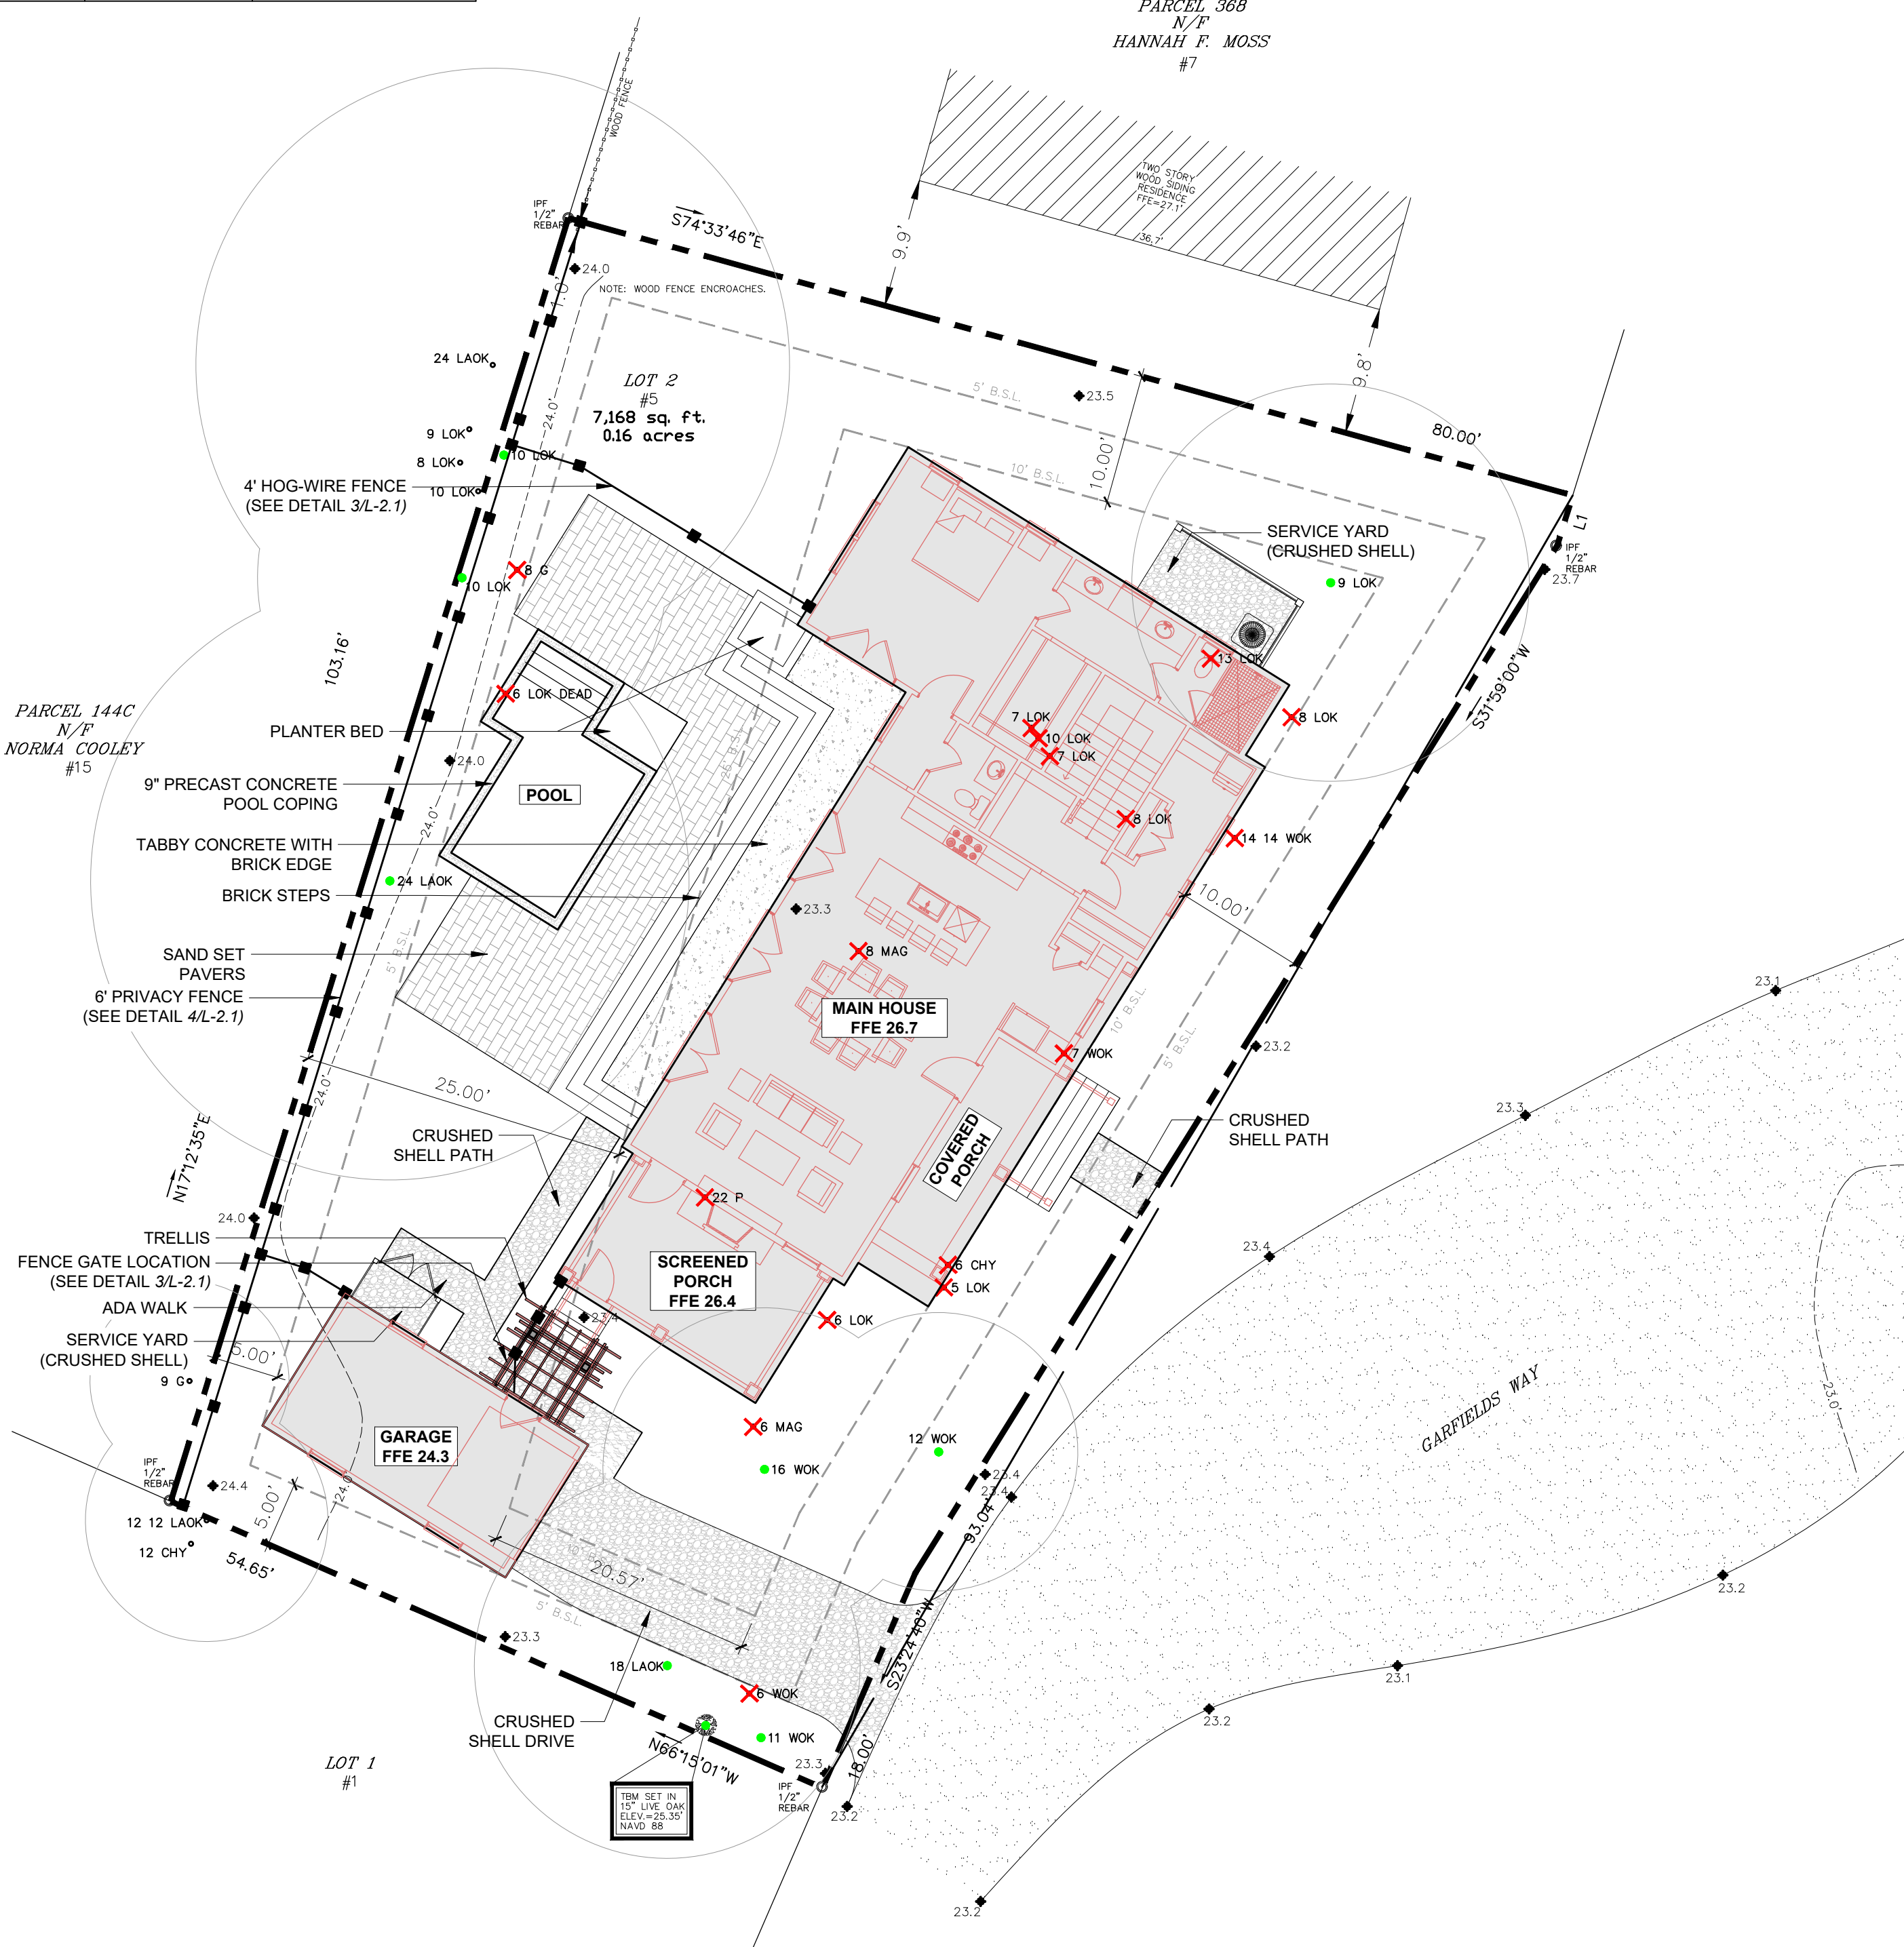 PARCEL 368
N/F
HANNAH F. MOSS
#7
WOOD FENCE
TWO STORY
WOOD SIDING
RESIDENCE
FFE=27.1'
36.7'
9.9'
9.8'
IPF
1/2"
REBAR
S74°33'46"E
24.0
1.0'
NOTE: WOOD FENCE ENCROACHES.
24 LAOK
LOT 2
#5
7,168 sq. ft.
0.16 acres
24.0'
5' B.S.L.
23.5
80.00'
10.00'
10' B.S.L.
9 LOK
8 LOK
10 LOK
10 LOK
4' HOG-WIRE FENCE
(SEE DETAIL 3/L-2.1)
SERVICE YARD
(CRUSHED SHELL)
L1
IPF
1/2"
REBAR
23.7
9 LOK
8 G
10 LOK
103.16'
13 LOK
S31°59'00"W
PARCEL 144C
N/F
NORMA COOLEY
#15
6 LOK DEAD
PLANTER BED
7 LOK
10 LOK
7 LOK
8 LOK
24.0
25' B.S.L.
9" PRECAST CONCRETE
POOL COPING
POOL
24.0'
8 LOK
14 14 WOK
TABBY CONCRETE WITH
BRICK EDGE
24 LAOK
BRICK STEPS
23.3
10.00'
5' B.S.L.
SAND SET
PAVERS
8 MAG
6' PRIVACY FENCE
(SEE DETAIL 4/L-2.1)
MAIN HOUSE
FFE 26.7
10' B.S.L.
5' B.S.L.
23.1
23.2
7 WOK
24.0'
25.00'
N17°12'35"E
CRUSHED
SHELL PATH
COVERED
PORCH
CRUSHED
SHELL PATH
23.3
24.0
22 P
TRELLIS
FENCE GATE LOCATION
(SEE DETAIL 3/L-2.1)
ADA WALK
SERVICE YARD
(CRUSHED SHELL)
SCREENED
PORCH
FFE 26.4
6 CHY
5 LOK
6 LOK
23.4
23.4
5.00'
9 G
GARFIELDS WAY
23.0'
GARAGE
FFE 24.3
6 MAG
12 WOK
16 WOK
IPF
1/2"
REBAR
24.4
24.0
5.00'
23.4
23.4
93.04'
12 12 LAOK
12 CHY
54.65'
20.57'
5' B.S.L.
23.2
23.3
S23°24'40"W
18 LAOK
6 WOK
23.1
CRUSHED
SHELL DRIVE
11 WOK
23.2
N66°15'01"W
23.3
18.00'
LOT 1
#1
IPF
1/2"
REBAR
TBM SET IN
15" LIVE OAK
ELEV.=25.35'
NAVD 88
23.2
23.2